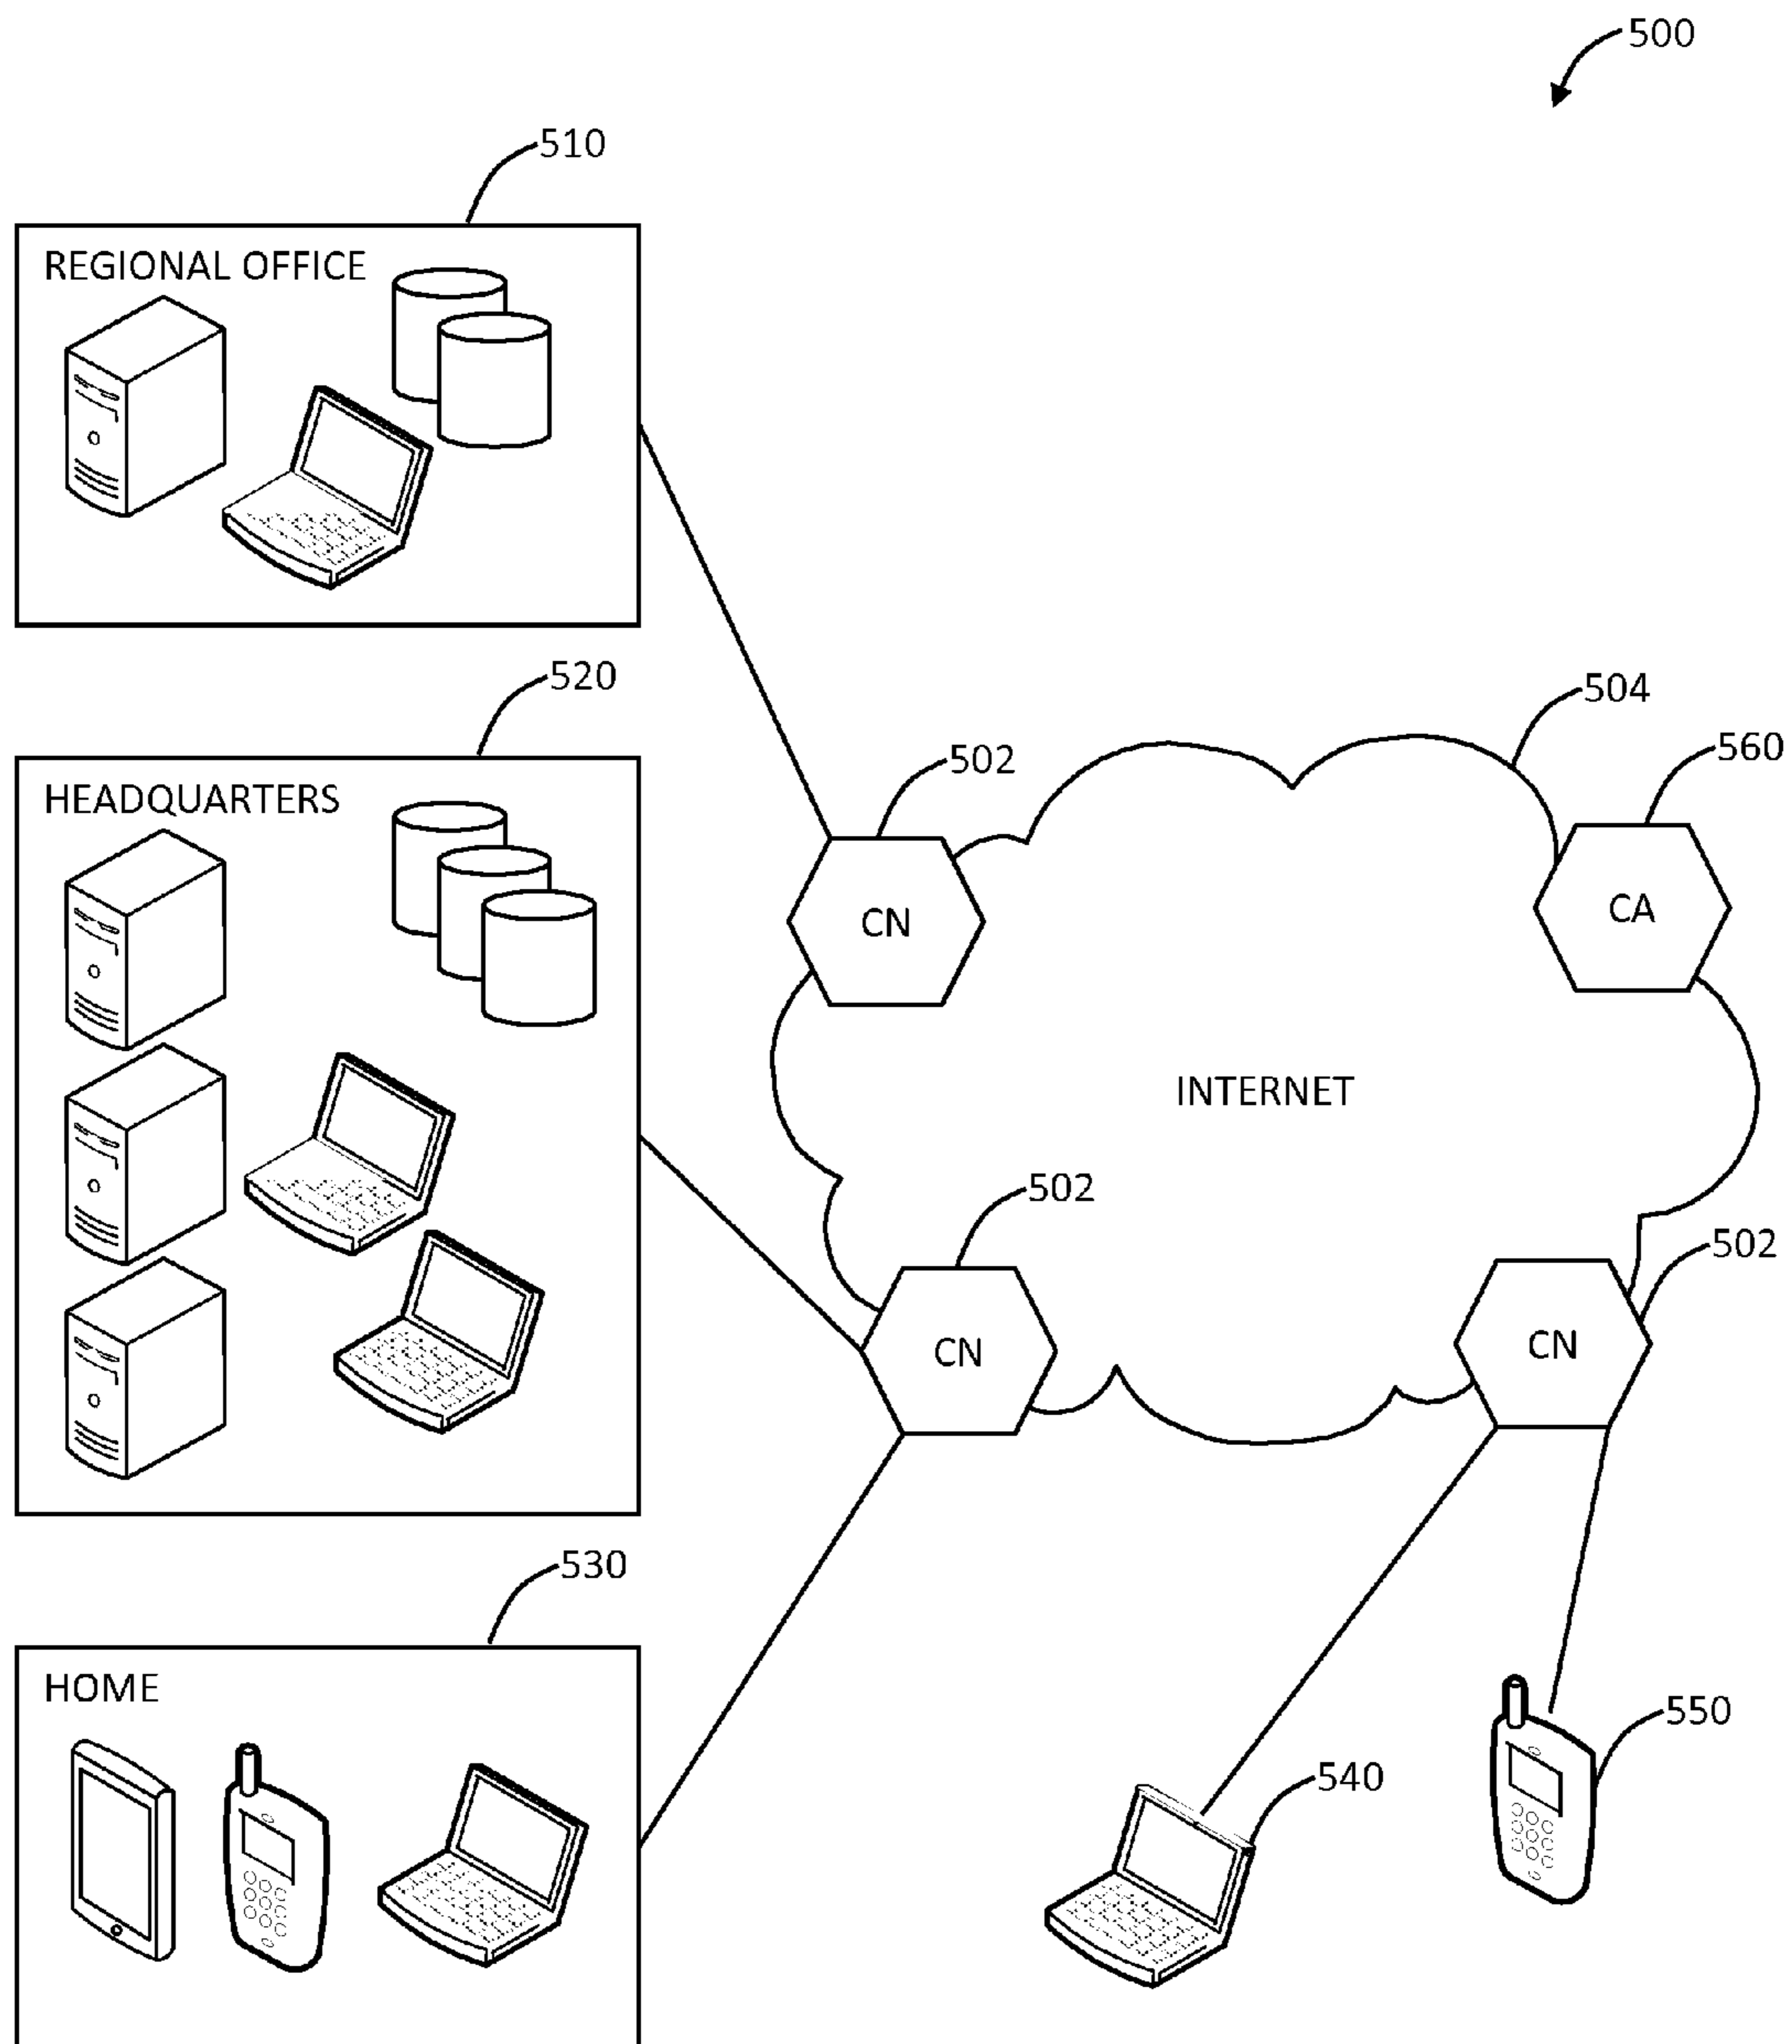 500
510
REGIONAL OFFICE
520
HEADQUARTERS
504
560
502
CN
CA
INTERNET
502
502
CN
CN
530
HOME
540
550